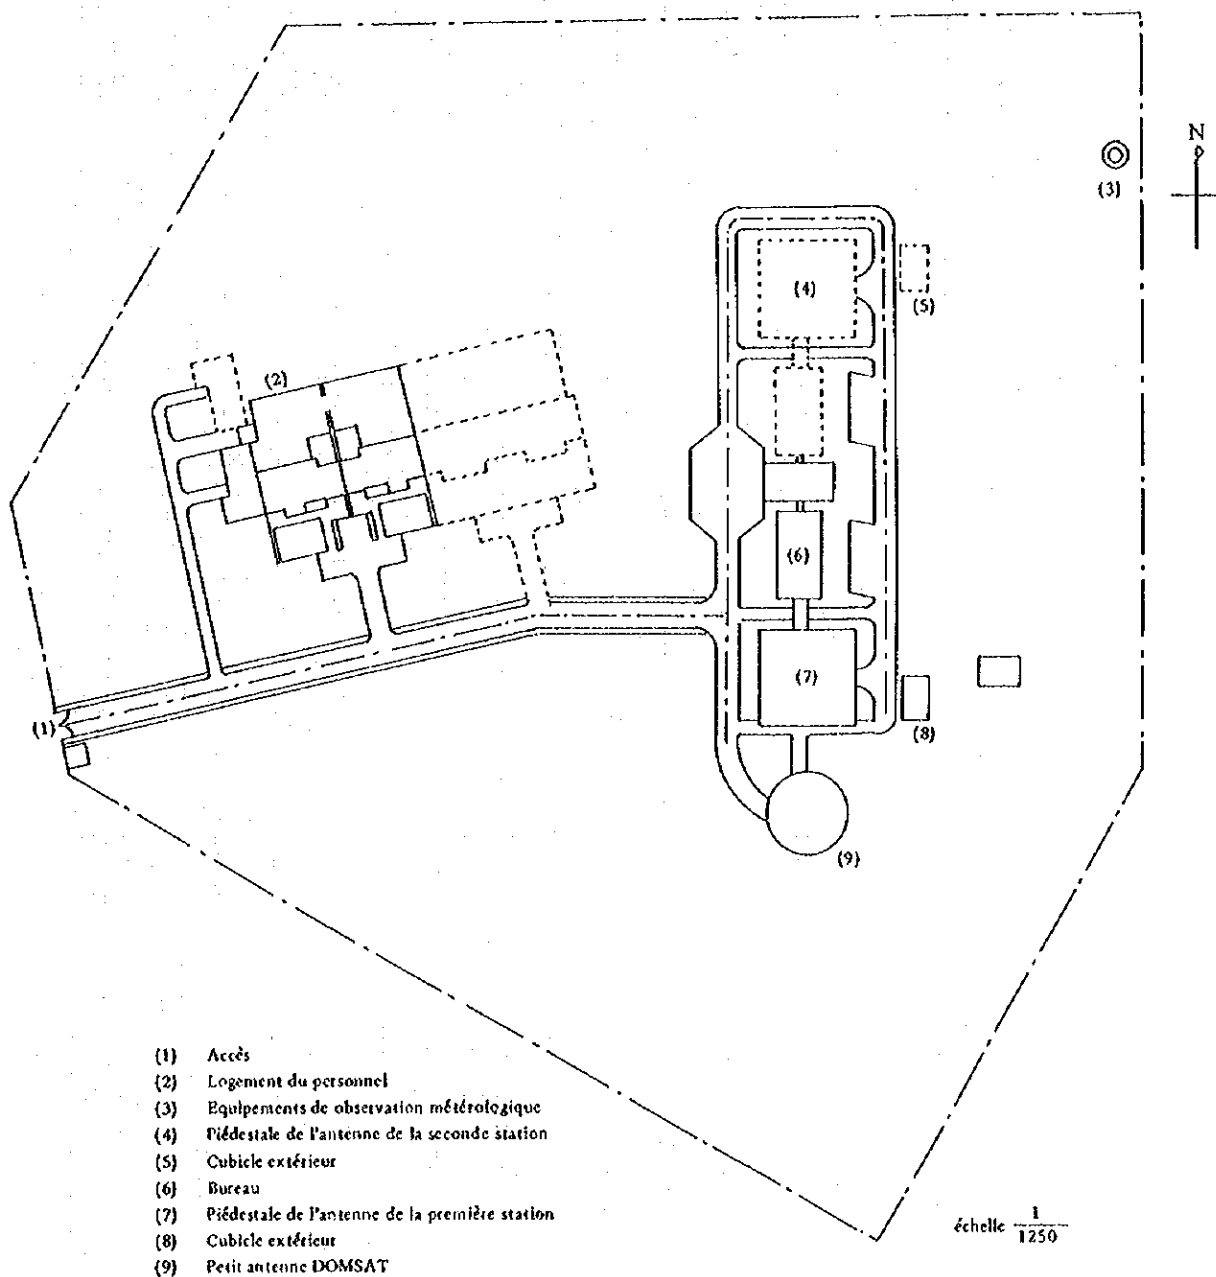 N
(3)
(4)
(5)
(2)
(6)
(7)
(1)
(8)
(9)
(1) Accès
(2) Logement du personnel
(3) Equipements de observation métérologique
(4) Piédestale de l'antenne de la seconde station
(5) Cubicle extérieur
(6) Bureau
(7) Piédestale de l'antenne de la première station
(8) Cubicle extérieur
(9) Petit antenne DOMSAT
échelle 1/1250